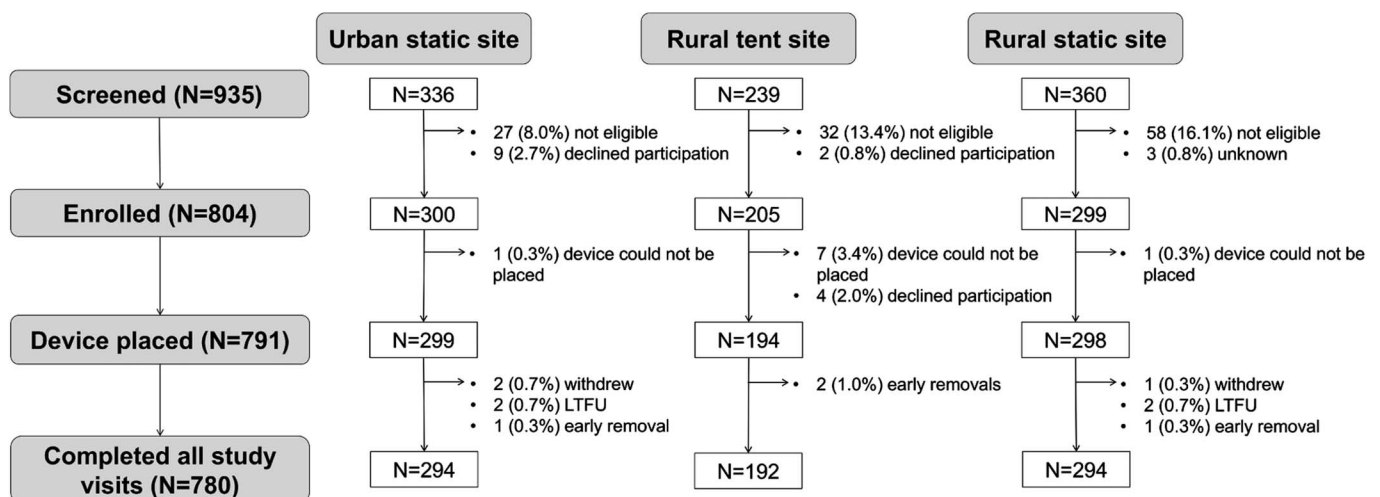 Urban static site
Rural tent site
Rural static site
Screened (N=935)
N=336
N=239
N=360
• 27 (8.0%) not eligible
• 9 (2.7%) declined participation
• 32 (13.4%) not eligible
• 2 (0.8%) declined participation
• 58 (16.1%) not eligible
• 3 (0.8%) unknown
Enrolled (N=804)
N=300
N=205
N=299
• 1 (0.3%) device could not be
placed
• 7 (3.4%) device could not be
placed
• 4 (2.0%) declined participation
• 1 (0.3%) device could not be
placed
Device placed (N=791)
N=299
N=194
N=298
• 2 (0.7%) withdrew
• 2 (0.7%) LTFU
• 1 (0.3%) early removal
• 2 (1.0%) early removals
• 1 (0.3%) withdrew
• 2 (0.7%) LTFU
• 1 (0.3%) early removal
Completed all study
visits (N=780)
N=294
N=192
N=294